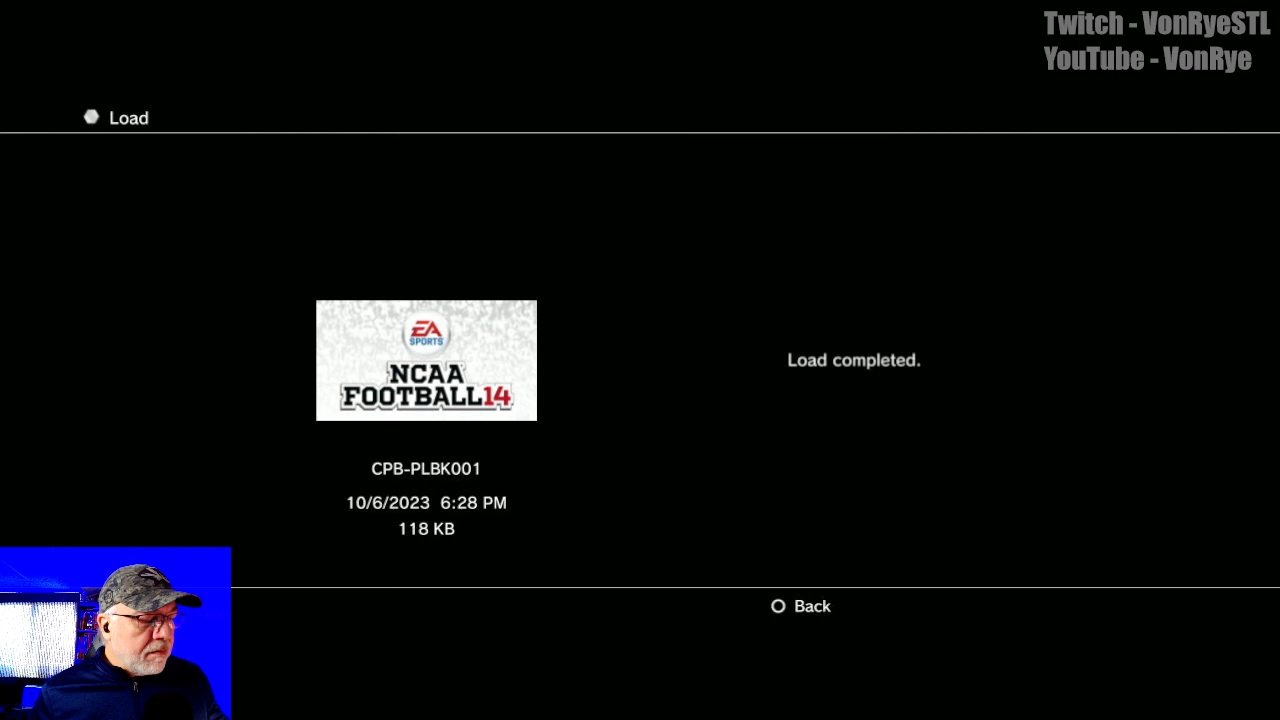 Twitch - VonRyeSTL
YouTube - VonRye
Load
EA
SPORTS
NCAA
FOOTBALL14
Load completed.
CPB-PLBK001
10/6/2023 6:28 PM
118 KB
Back